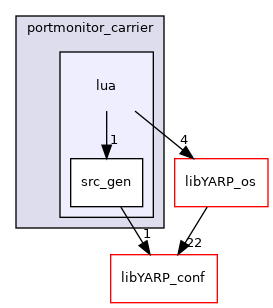 portmonitor_carrier
lua
1
4
src_gen
libYARP_os
1
22
libYARP_conf